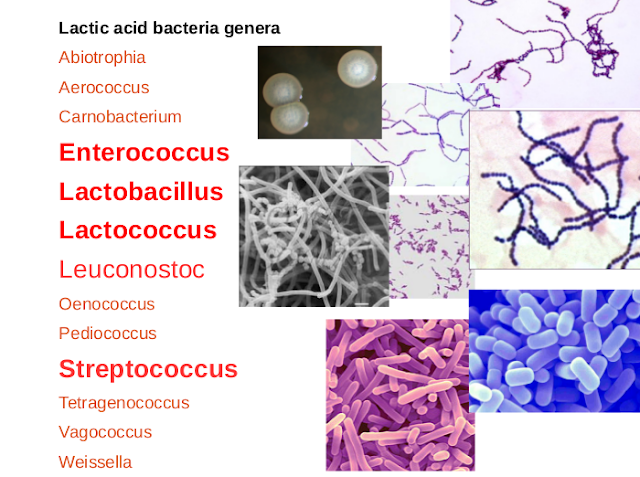 Lactic acid bacteria genera
Abiotrophia
Aerococcus
Carnobacterium
Enterococcus
Lactobacillus
Lactococcus
Leuconostoc
Oenococcus
Pediococcus
Streptococcus
Tetragenococcus
Vagococcus
Weissella